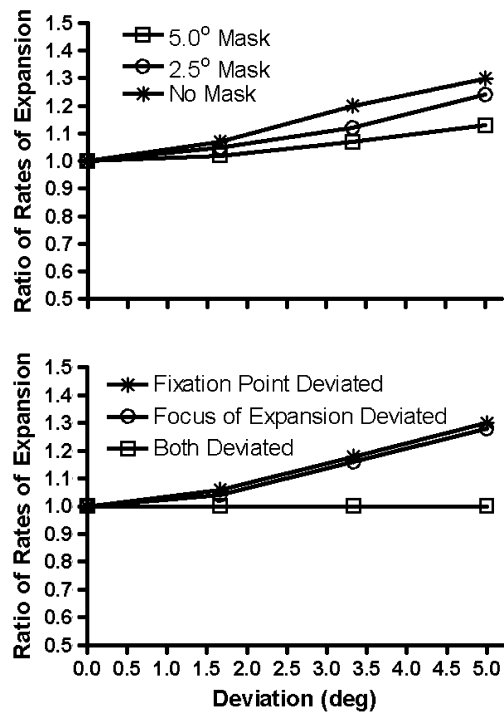 Ratio of Rates of Expansion
1.5
1.4
1.3
1.2
1.1
1.0
0.9
0.8
0.7
0.6
0.5
5.0° Mask
2.5° Mask
No Mask
Ratio of Rates of Expansion
1.5
1.4
1.3
1.2
1.1
1.0
0.9
0.8
0.7
0.6
0.5
Fixation Point Deviated
Focus of Expansion Deviated
Both Deviated
0.0 0.5 1.0 1.5 2.0 2.5 3.0 3.5 4.0 4.5 5.0
Deviation (deg)